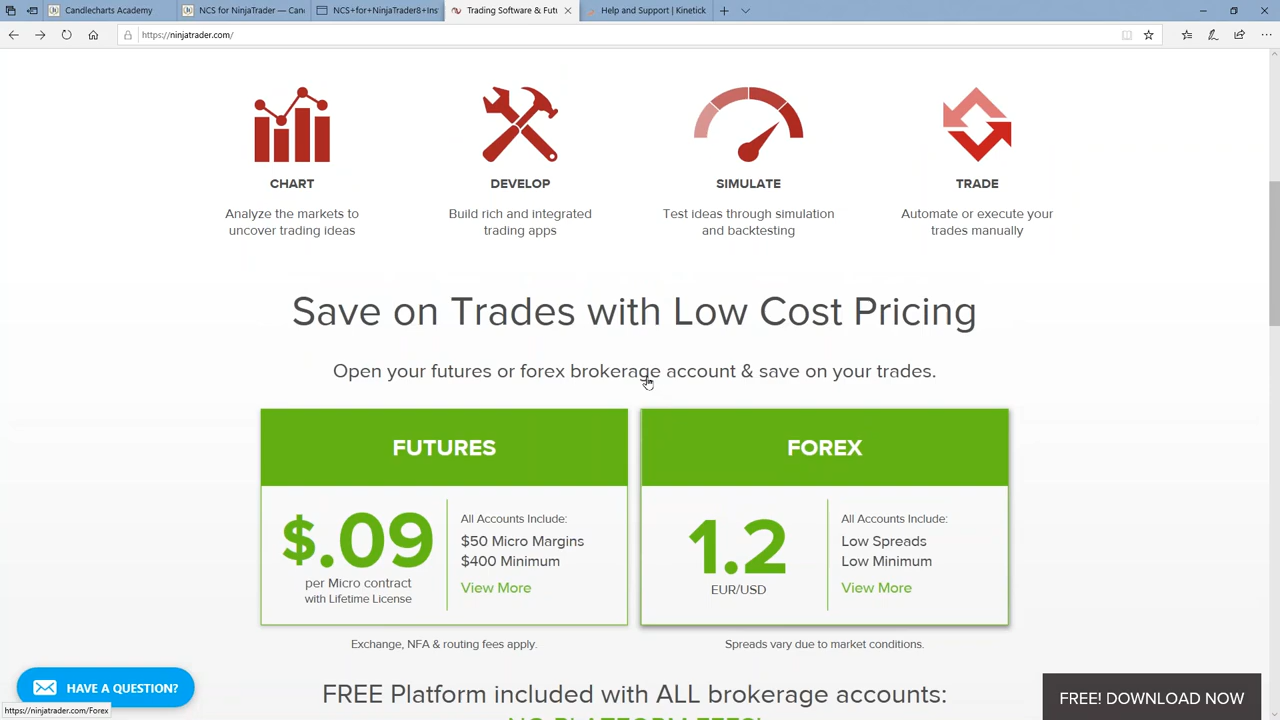 Candlecharts Academy
NCS for NinjaTrader — Canc
NCS+for+NinjaTrader8+Ins
Trading Software & Futu
Help and Support | Kinetick
https://ninjatrader.com/
CHART
Analyze the markets to
uncover trading ideas
DEVELOP
Build rich and integrated
trading apps
SIMULATE
Test ideas through simulation
and backtesting
TRADE
Automate or execute your
trades manually
Save on Trades with Low Cost Pricing
Open your futures or forex brokerage account & save on your trades.
FUTURES
$.09
per Micro contract
with Lifetime License
All Accounts Include:
$50 Micro Margins
$400 Minimum
View More
Exchange, NFA & routing fees apply.
FOREX
1.2
EUR/USD
All Accounts Include:
Low Spreads
Low Minimum
View More
Spreads vary due to market conditions.
FREE Platform included with ALL brokerage accounts:
NO PLATFORM FEES!
HAVE A QUESTION?
https://ninjatrader.com/Forex
FREE! DOWNLOAD NOW